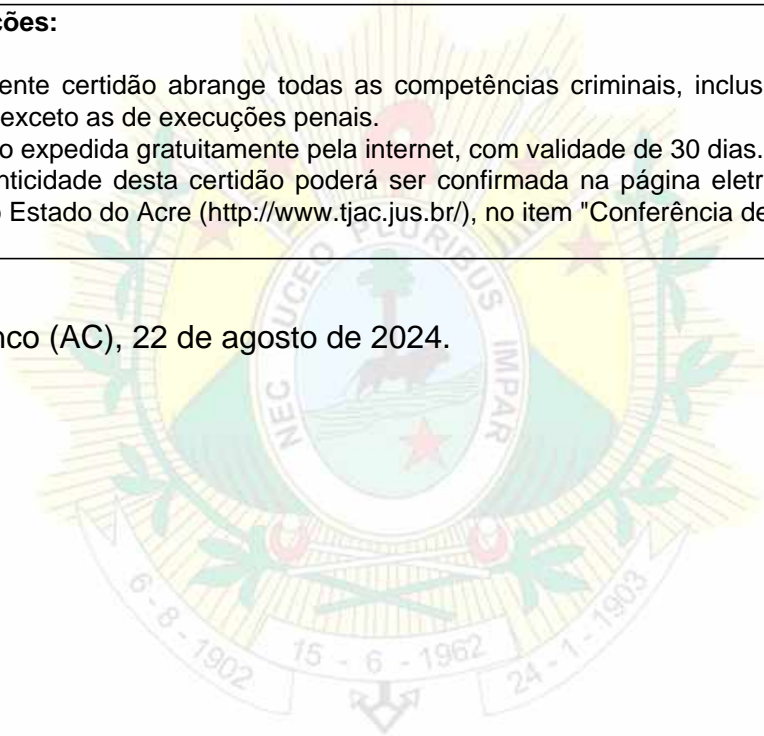 ções:
ente certidão abrange todas as competências criminais, inclus
exceto as de execuções penais.
o expedida gratuitamente pela internet, com validade de 30 dias.
nticidade desta certidão poderá ser confirmada na página eletr
o Estado do Acre (http://www.tjac.jus.br/), no item "Conferência de
nco (AC), 22 de agosto de 2024.
NEC LUCEO PLURIBUS IMPAR
6 - 8 - 1902
15 - 6 - 1962
24 - 1 - 1903